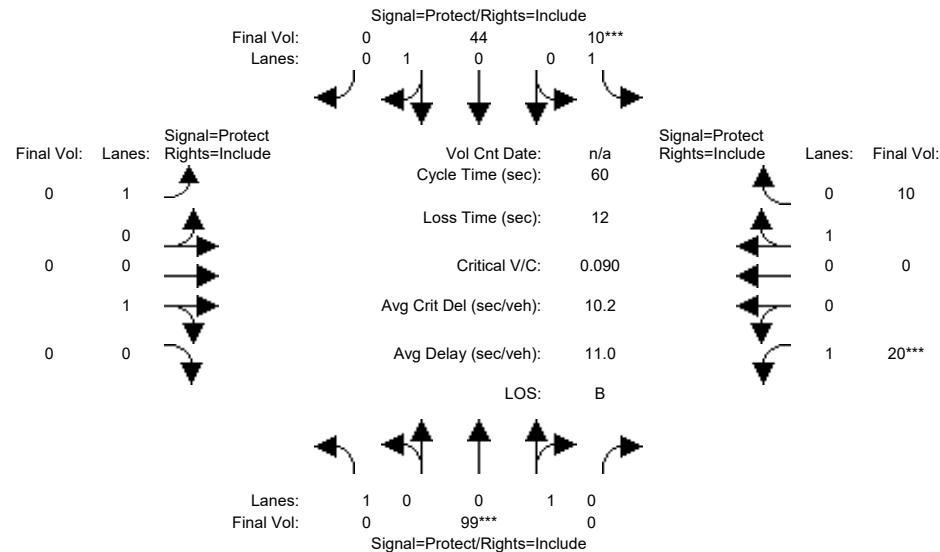 Signal=Protect/Rights=Include
Final Vol: 0 44 10***
Lanes: 0 1 0 0 1
Signal=Protect
Final Vol: Lanes: Rights=Include
Vol Cnt Date: n/a
Signal=Protect
Rights=Include Lanes: Final Vol:
Cycle Time (sec): 60
0 1
0 10
Loss Time (sec): 12
0
1
0 0
Critical V/C: 0.090
0 0
1
Avg Crit Del (sec/veh): 10.2
0
0 0
Avg Delay (sec/veh): 11.0
1 20***
LOS: B
Lanes: 1 0 0 1 0
Final Vol: 0 99*** 0
Signal=Protect/Rights=Include